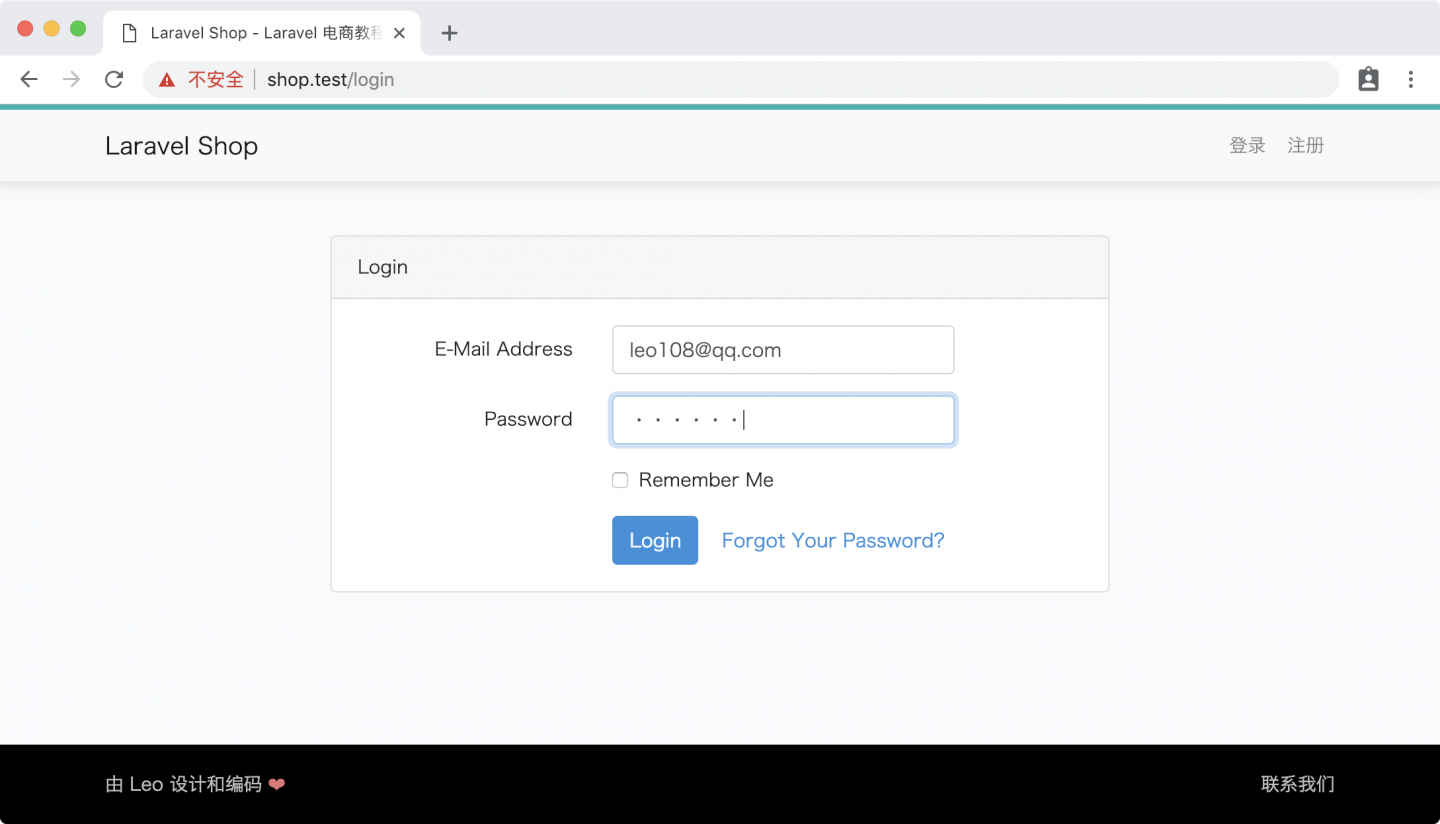 Laravel Shop - Laravel 电商教程
不安全 shop.test/login
Laravel Shop 登录 注册
Login
E-Mail Address leo108@qq.com
Password ······
Remember Me
Login Forgot Your Password?
由 Leo 设计和编码 ❤ 联系我们